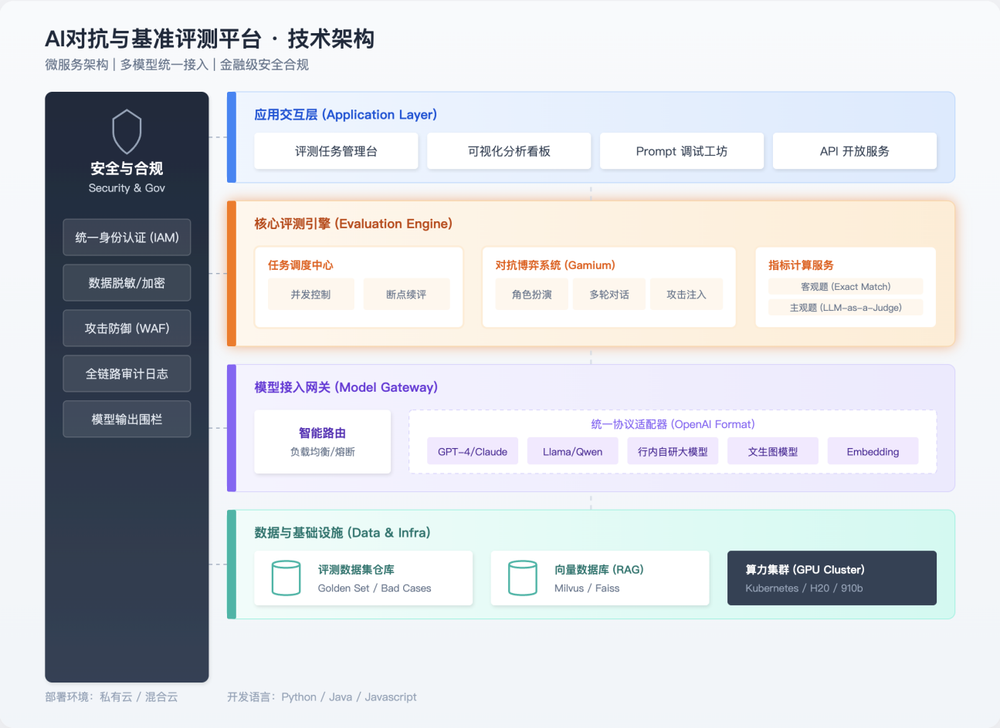 AI对抗与基准评测平台 · 技术架构
微服务架构 | 多模型统一接入 | 金融级安全合规
安全与合规
Security & Gov
统一身份认证 (IAM)
数据脱敏/加密
攻击防御 (WAF)
全链路审计日志
模型输出围栏
应用交互层 (Application Layer)
评测任务管理台
可视化分析看板
Prompt 调试工坊
API 开放服务
核心评测引擎 (Evaluation Engine)
任务调度中心
并发控制
断点续评
对抗博弈系统 (Gamium)
角色扮演
多轮对话
攻击注入
指标计算服务
客观题 (Exact Match)
主观题 (LLM-as-a-Judge)
模型接入网关 (Model Gateway)
智能路由
负载均衡/熔断
统一协议适配器 (OpenAI Format)
GPT-4/Claude
Llama/Qwen
行内自研大模型
文生图模型
Embedding
数据与基础设施 (Data & Infra)
评测数据集仓库
Golden Set / Bad Cases
向量数据库 (RAG)
Milvus / Faiss
算力集群 (GPU Cluster)
Kubernetes / H20 / 910b
部署环境：私有云 / 混合云
开发语言：Python / Java / Javascript